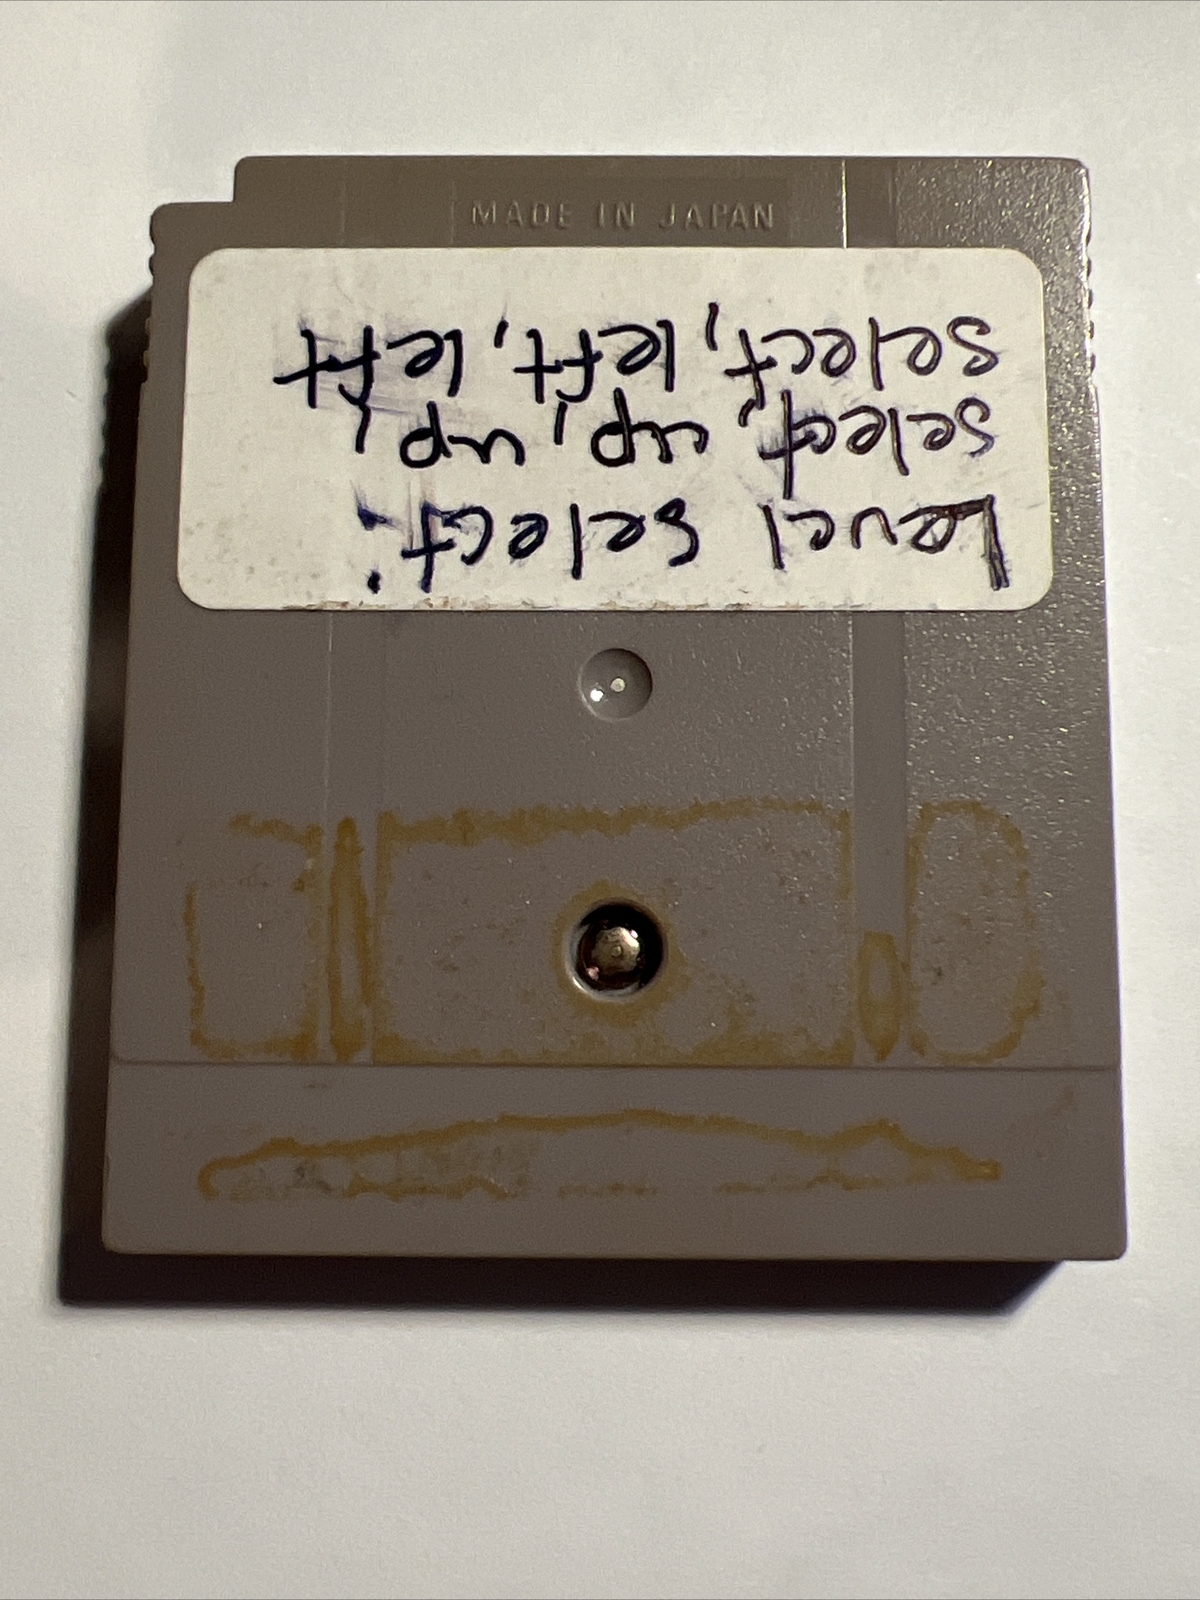 MADE IN JAPAN
Level select:
select, up, up,
select, left, left